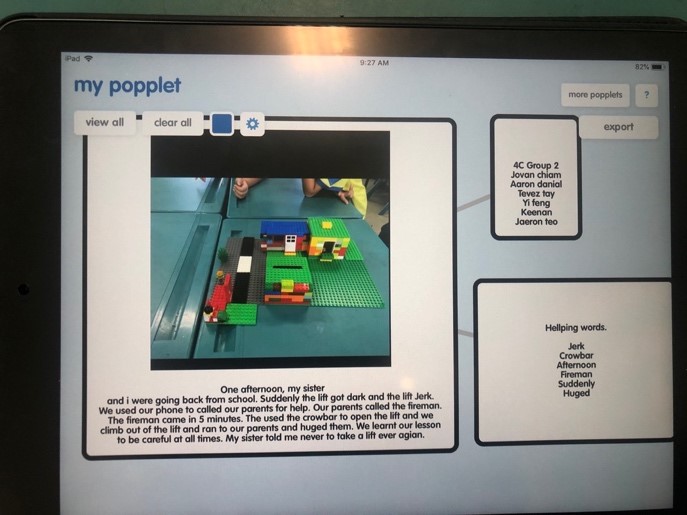 iPad
9:27 AM
82%
my popplet
more popplets
?
view all
clear all
export
4C Group 2
Jovan chiam
Aaron danial
Tevez tay
Yi feng
Keenan
Jaeron teo
One afternoon, my sister
and i were going back from school. Suddenly the lift got dark and the lift Jerk.
We used our phone to called our parents for help. Our parents called the fireman.
The fireman came in 5 minutes. The used the crowbar to open the lift and we
climb out of the lift and ran to our parents and huged them. We learnt our lesson
to be careful at all times. My sister told me never to take a lift ever agian.
Hellping words.
Jerk
Crowbar
Afternoon
Fireman
Suddenly
Huged